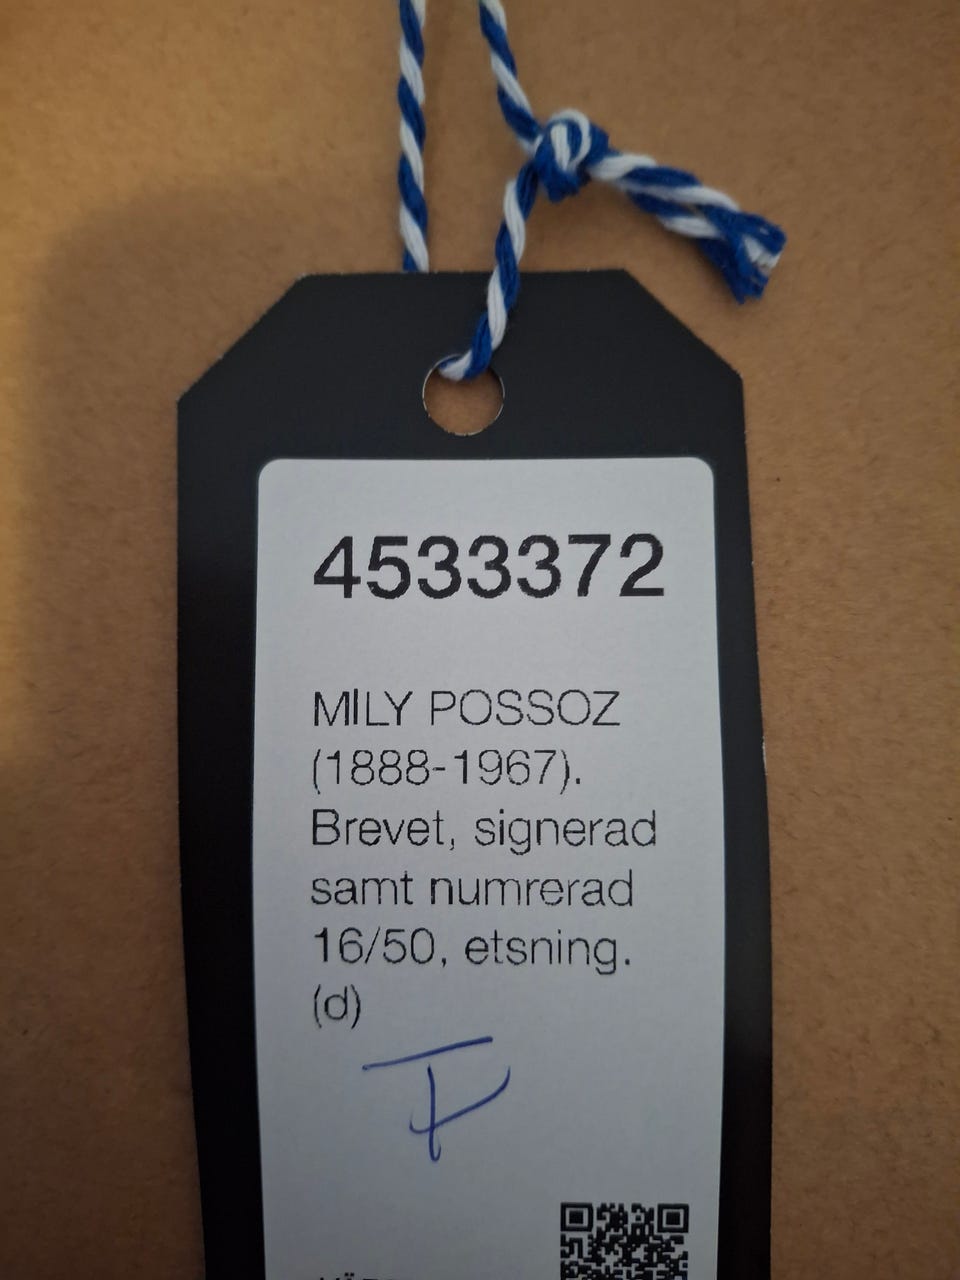 4533372
MILY POSSOZ
(1888-1967).
Brevet, signerad
samt numrerad
16/50, etsning.
(d)